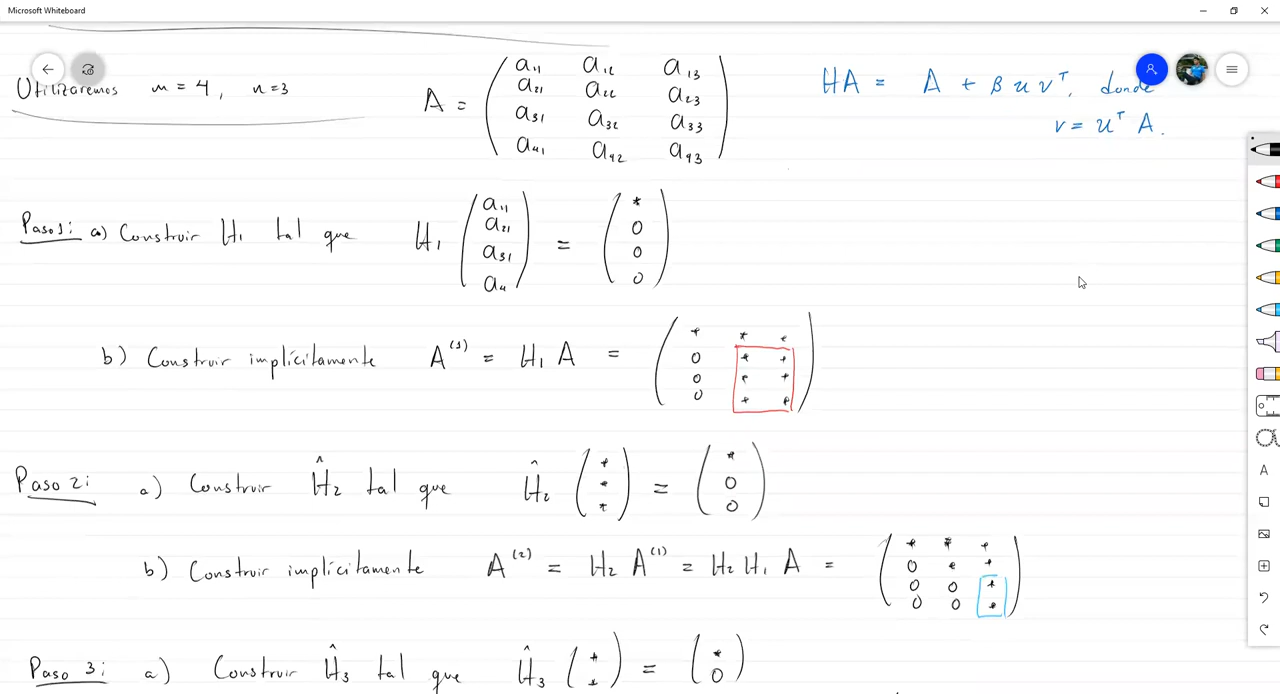 Microsoft Whiteboard
Utilizaremos m = 4, n = 3
A = ( a11 a12 a13
a21 a22 a23
a31 a32 a33
a41 a42 a43 )
HA = A + β u vᵀ, donde
v = uᵀ A.
Paso 1: a) Construir H₁ tal que H₁ ( a11 a21 a31 a41 ) = ( * 0 0 0 )
b) Construir implícitamente A⁽¹⁾ = H₁ A = ( * * *
0 * *
0 * *
0 * * )
Paso 2: a) Construir Ĥ₂ tal que Ĥ₂ ( * * * ) = ( * 0 0 )
b) Construir implícitamente A⁽²⁾ = H₂ A⁽¹⁾ = H₂ H₁ A = ( * * *
0 * *
0 0 *
0 0 * )
Paso 3: a) Construir Ĥ₃ tal que Ĥ₃ ( * * ) = ( * 0 )
A